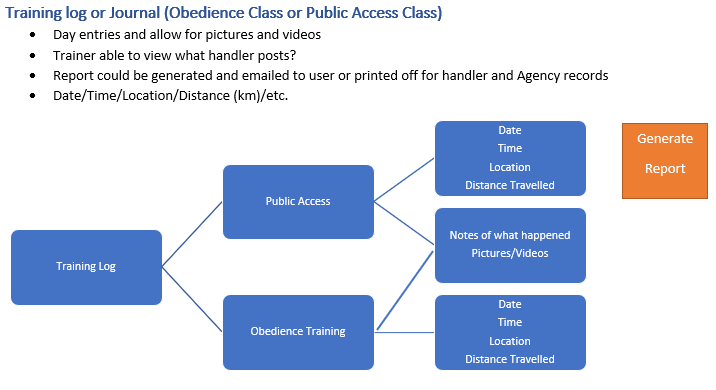 Training log or Journal (Obedience Class or Public Access Class)
• Day entries and allow for pictures and videos
• Trainer able to view what handler posts?
• Report could be generated and emailed to user or printed off for handler and Agency records
• Date/Time/Location/Distance (km)/etc.
Training Log
Public Access
Obedience Training
Date
Time
Location
Distance Travelled
Notes of what happened
Pictures/Videos
Date
Time
Location
Distance Travelled
Generate
Report